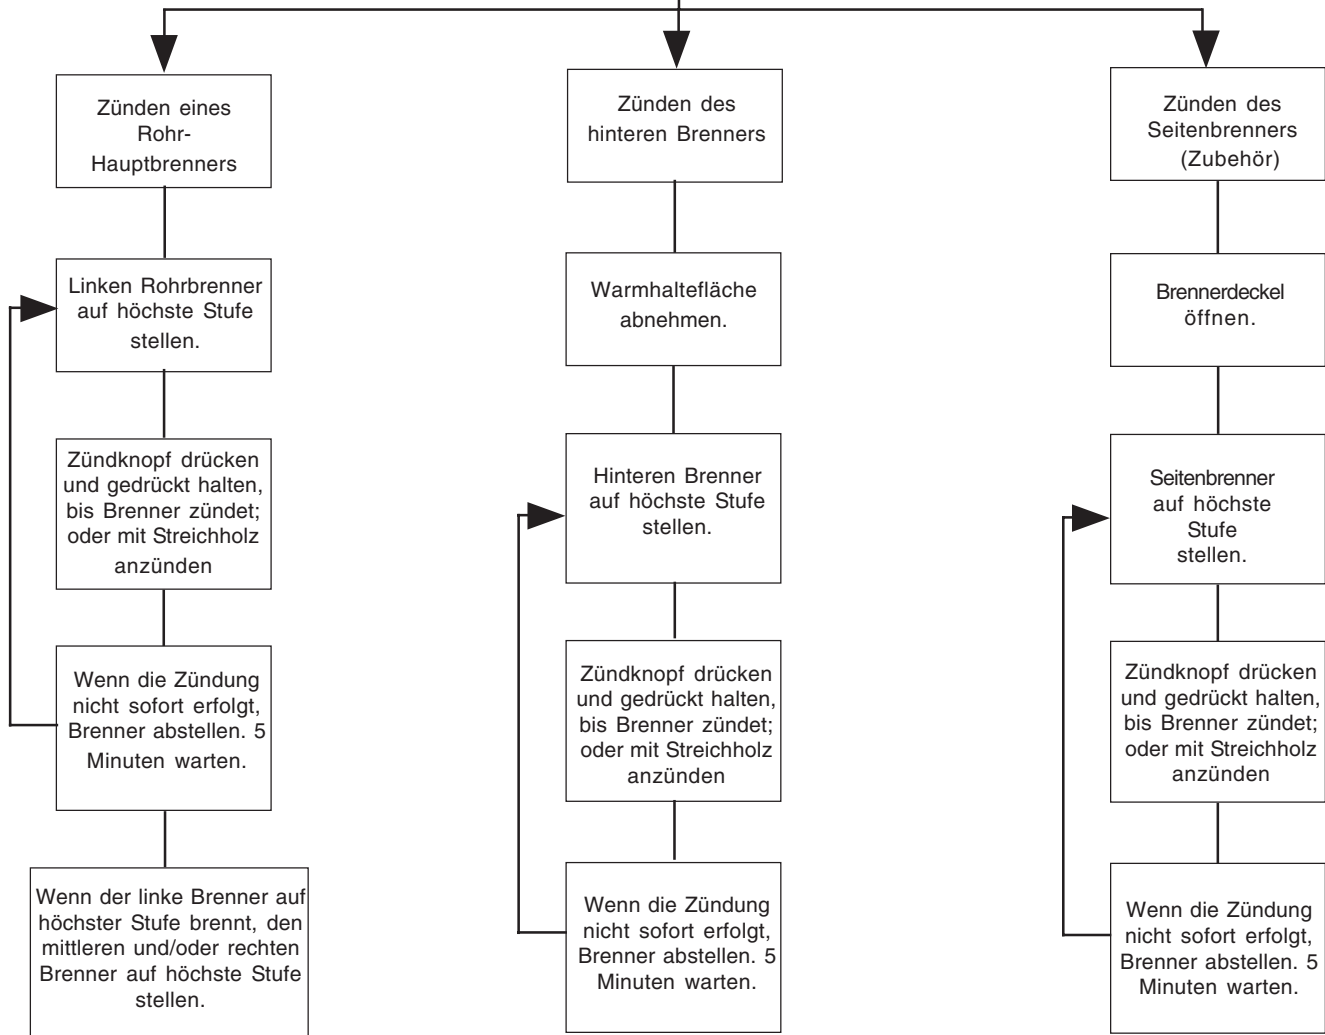 Zünden eines
Rohr-
Hauptbrenners
Linken Rohrbrenner
auf höchste Stufe
stellen.
Zündknopf drücken
und gedrückt halten,
bis Brenner zündet;
oder mit Streichholz
anzünden
Wenn die Zündung
nicht sofort erfolgt,
Brenner abstellen. 5
Minuten warten.
Wenn der linke Brenner auf
höchster Stufe brennt, den
mittleren und/oder rechten
Brenner auf höchste Stufe
stellen.
Zünden des
hinteren Brenners
Warmhaltefläche
abnehmen.
Hinteren Brenner
auf höchste Stufe
stellen.
Zündknopf drücken
und gedrückt halten,
bis Brenner zündet;
oder mit Streichholz
anzünden
Wenn die Zündung
nicht sofort erfolgt,
Brenner abstellen. 5
Minuten warten.
Zünden des
Seitenbrenners
(Zubehör)
Brennerdeckel
öffnen.
Seitenbrenner
auf höchste
Stufe
stellen.
Zündknopf drücken
und gedrückt halten,
bis Brenner zündet;
oder mit Streichholz
anzünden
Wenn die Zündung
nicht sofort erfolgt,
Brenner abstellen. 5
Minuten warten.